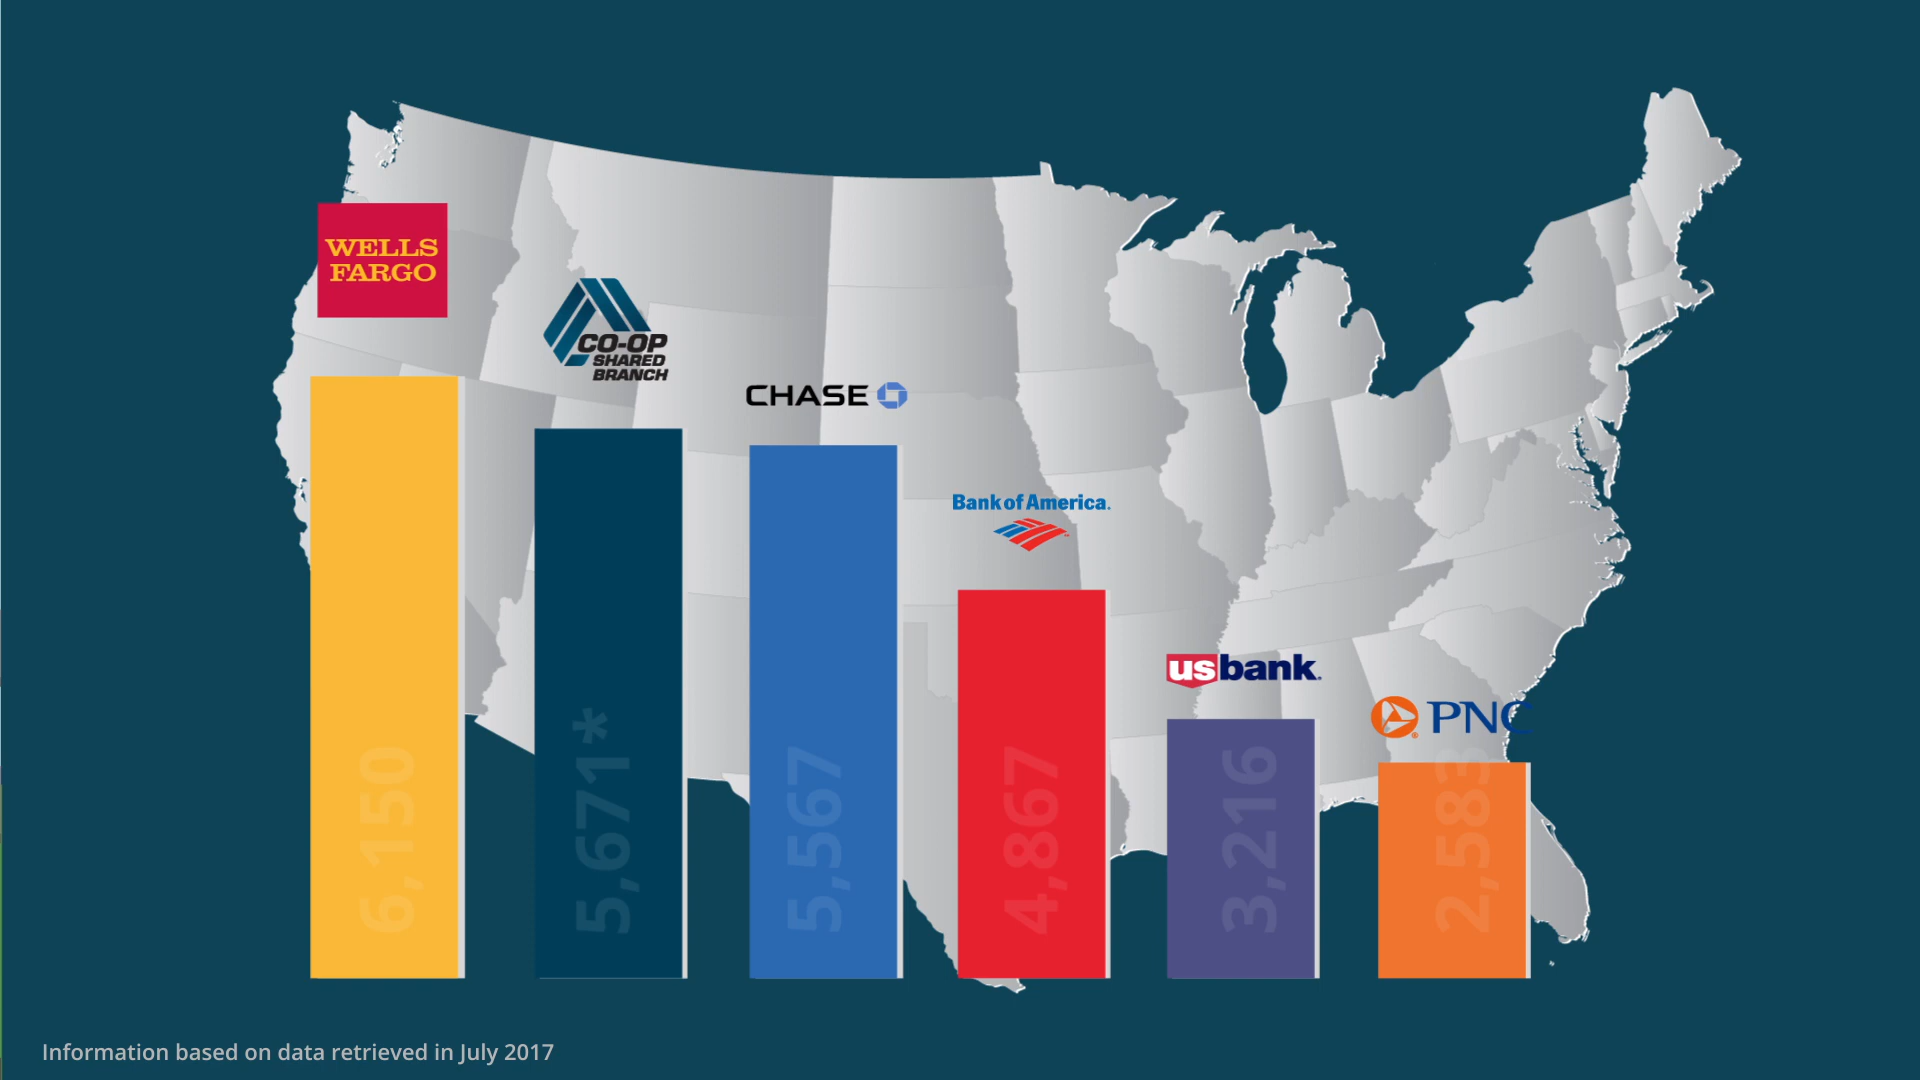 WELLS
FARGO
CO-OP
SHARED
BRANCH
CHASE
Bank of America.
usbank.
PNC
6,150
5,671*
5,567
4,867
3,216
2,583
Information based on data retrieved in July 2017